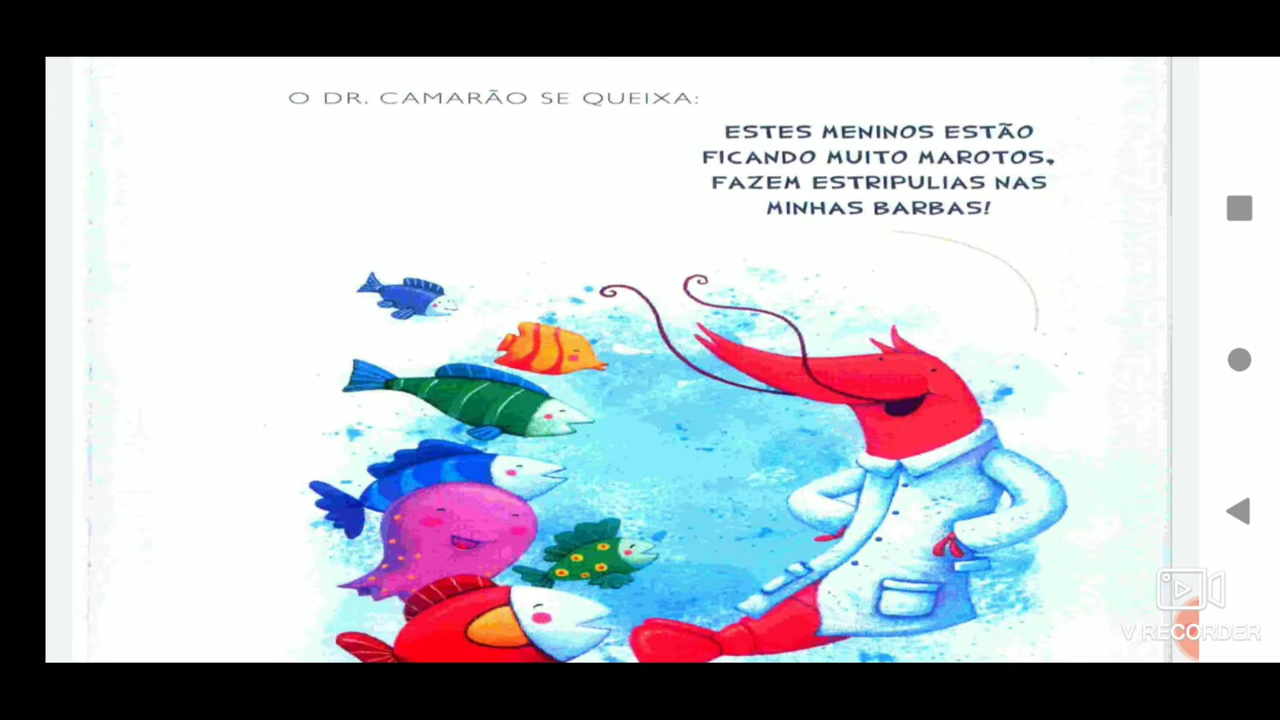 O DR. CAMARÃO SE QUEIXA:
ESTES MENINOS ESTÃO
FICANDO MUITO MAROTOS,
FAZEM ESTRIPULIAS NAS
MINHAS BARBAS!
V RECORDER